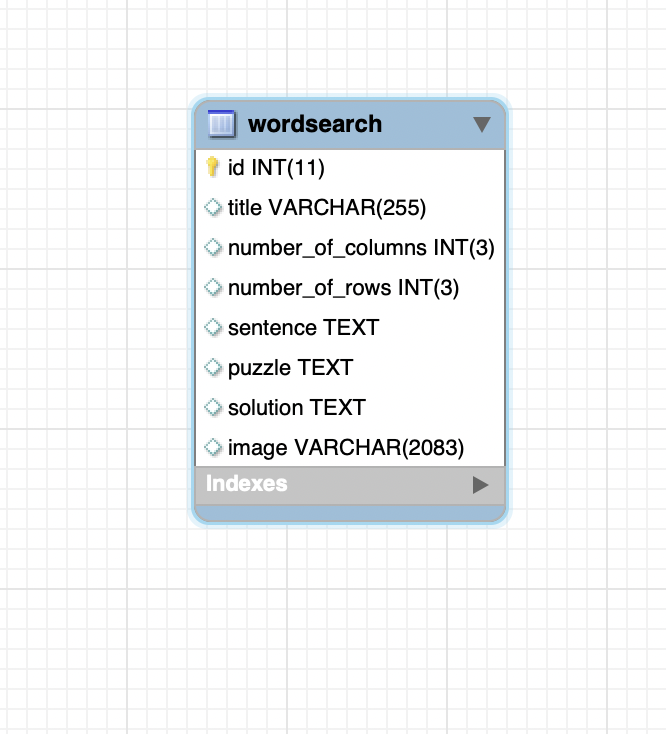 wordsearch
id INT(11)
title VARCHAR(255)
number_of_columns INT(3)
number_of_rows INT(3)
sentence TEXT
puzzle TEXT
solution TEXT
image VARCHAR(2083)
Indexes